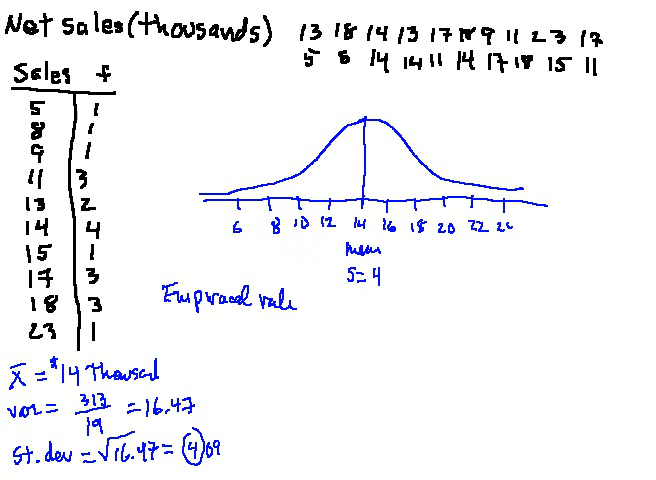 Net sales (thousands) 13 18 14 13 17 18 9 11 23 17
5 8 14 14 11 14 17 18 15 11
Sales f
5 1
8 1
9 1
11 3
13 2
14 4
15 1
17 3
18 3
23 1
6 8 10 12 14 16 18 20 22 24
mean
S=4
x̄ = $14 Thousand
var = 313/19 = 16.47
St. dev = √16.47 = 4.09